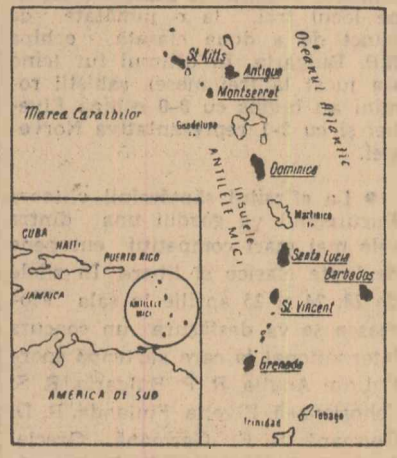 Oceanul Atlantic
St Kitts
Antigua
Montserrat
Marea Caraibilor
Guadelupa
insulele
ANTILELE MICI
Dominica
Martinica
Santa Lucia
Barbados
St Vincent
Grenada
Tobago
Trinidad
CUBA
HAITI
PUERTO RICO
JAMAICA
ANTILELE
MICI
AMERICA DE SUD